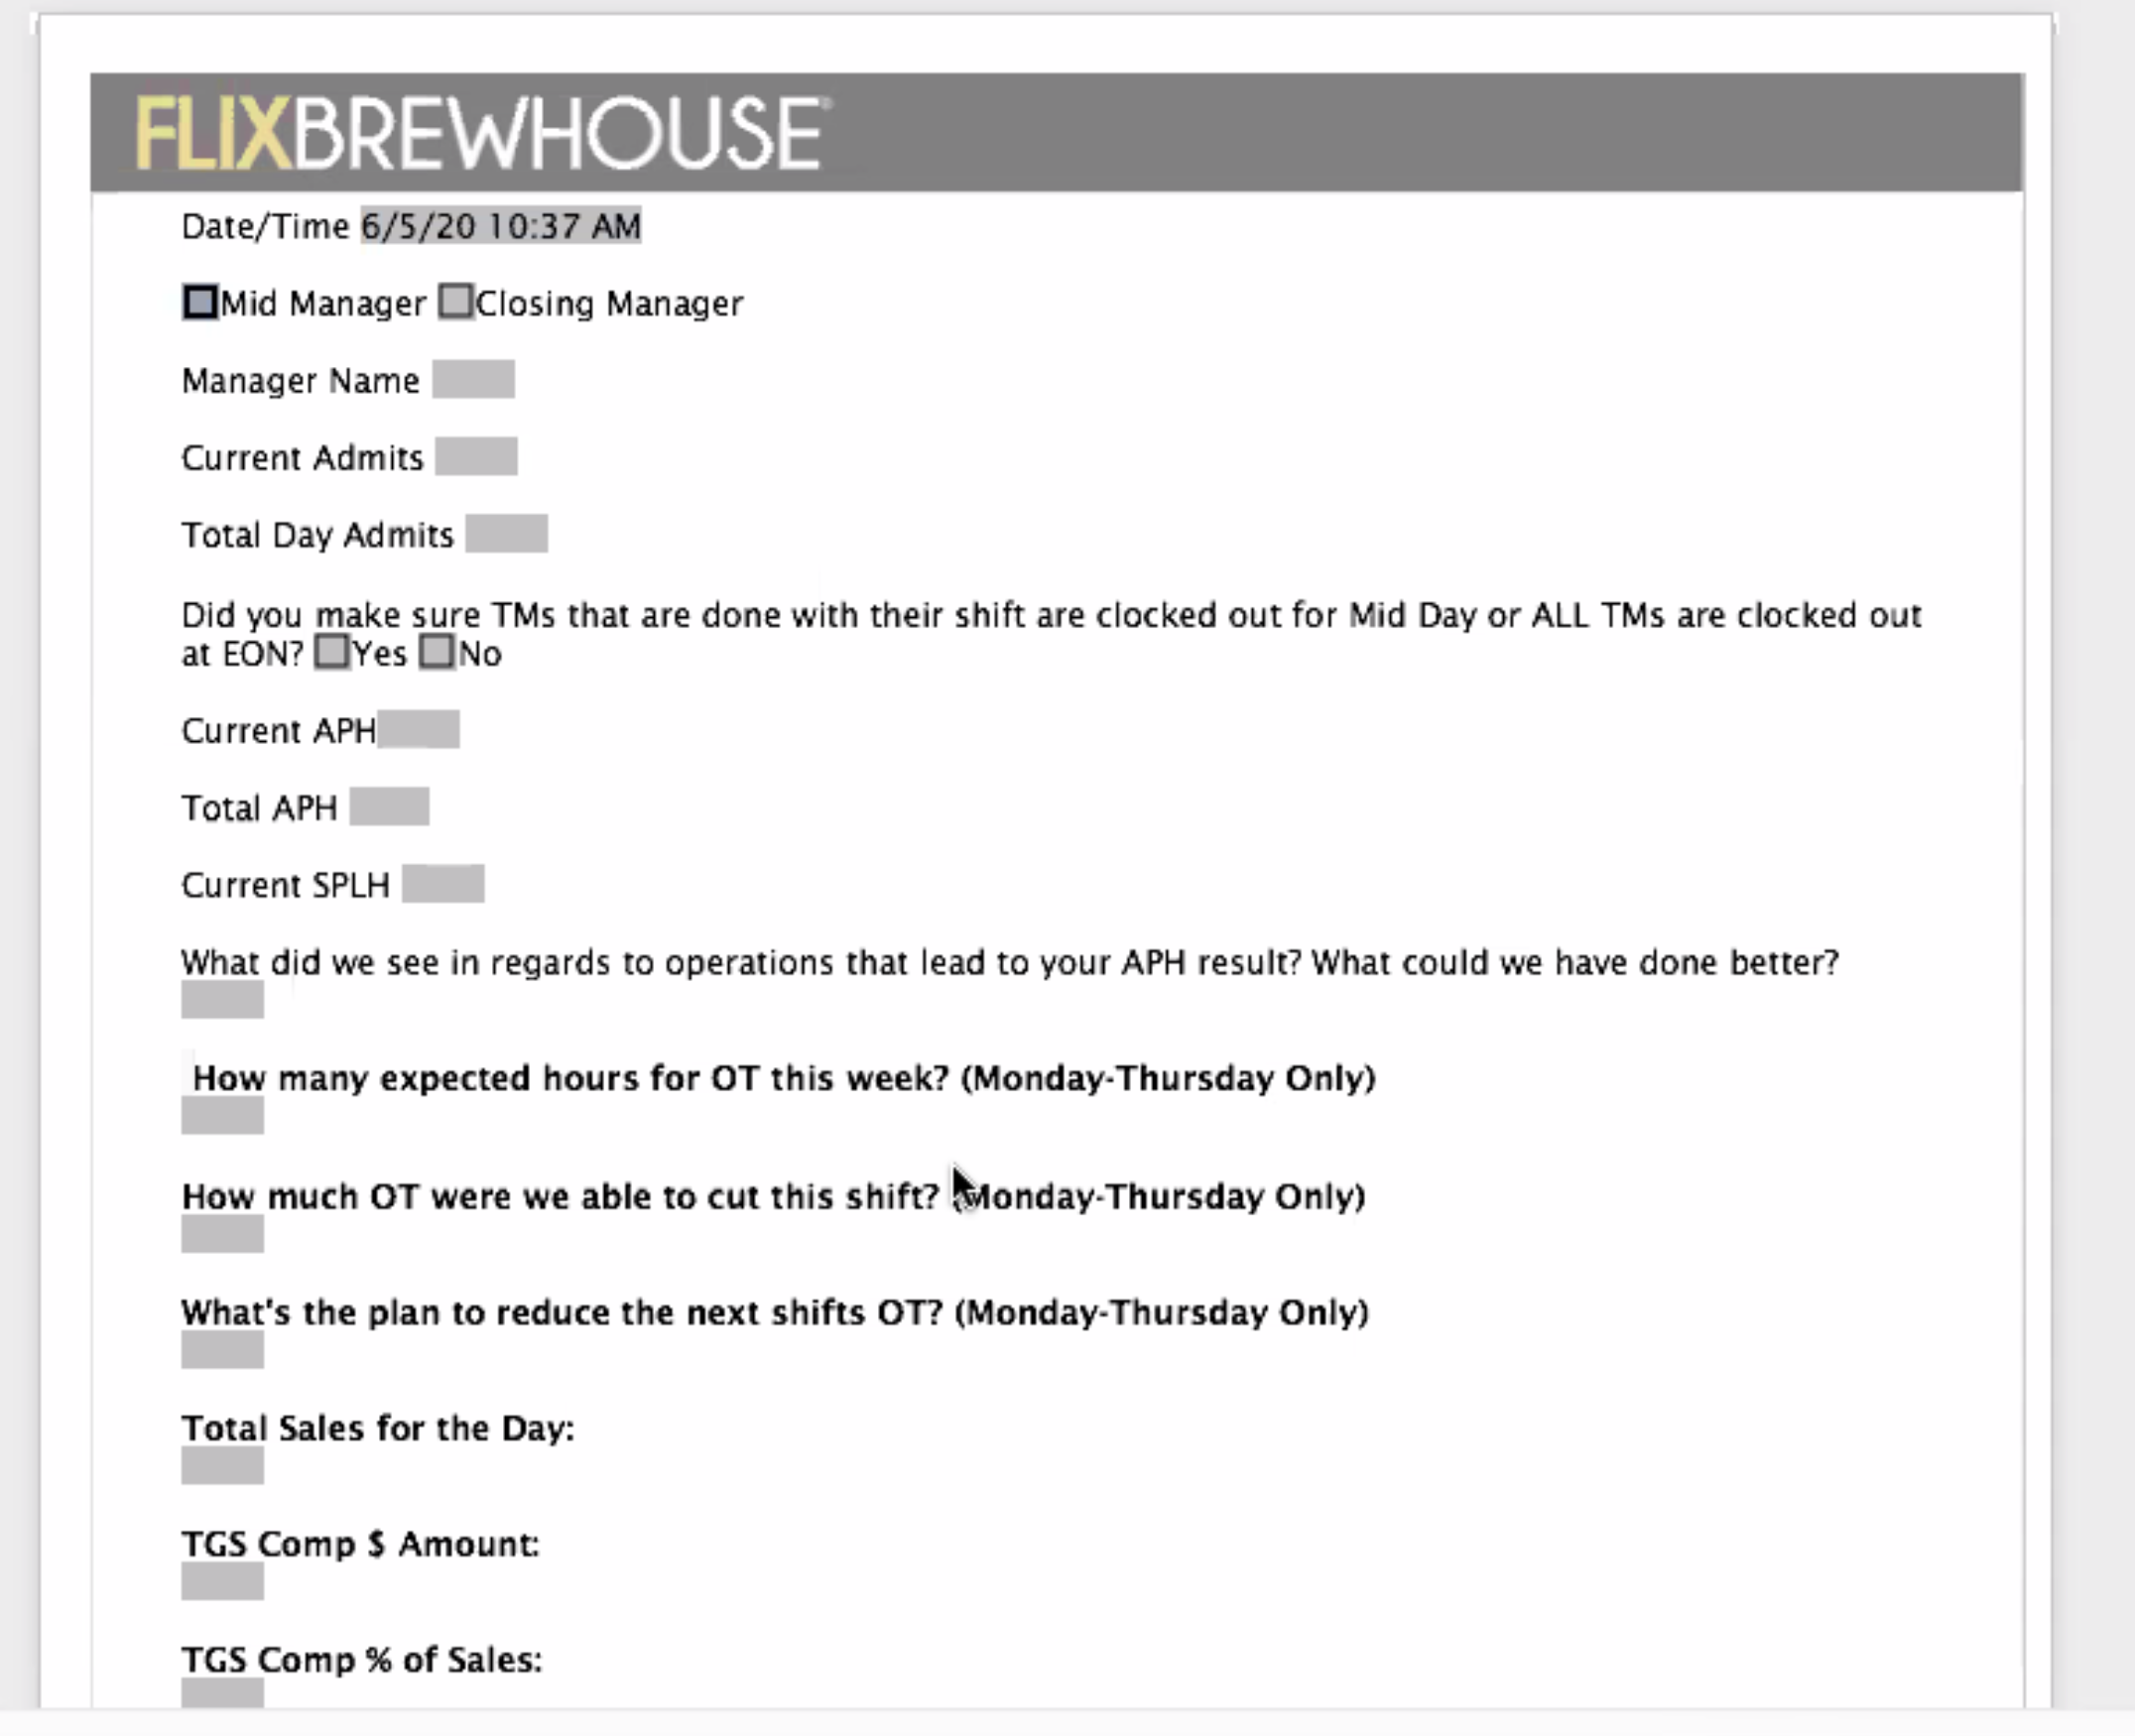 FLIXBREWHOUSE®
Date/Time 6/5/20 10:37 AM
Mid Manager Closing Manager
Manager Name
Current Admits
Total Day Admits
Did you make sure TMs that are done with their shift are clocked out for Mid Day or ALL TMs are clocked out
at EON? Yes No
Current APH
Total APH
Current SPLH
What did we see in regards to operations that lead to your APH result? What could we have done better?
How many expected hours for OT this week? (Monday-Thursday Only)
How much OT were we able to cut this shift? (Monday-Thursday Only)
What's the plan to reduce the next shifts OT? (Monday-Thursday Only)
Total Sales for the Day:
TGS Comp $ Amount:
TGS Comp % of Sales: